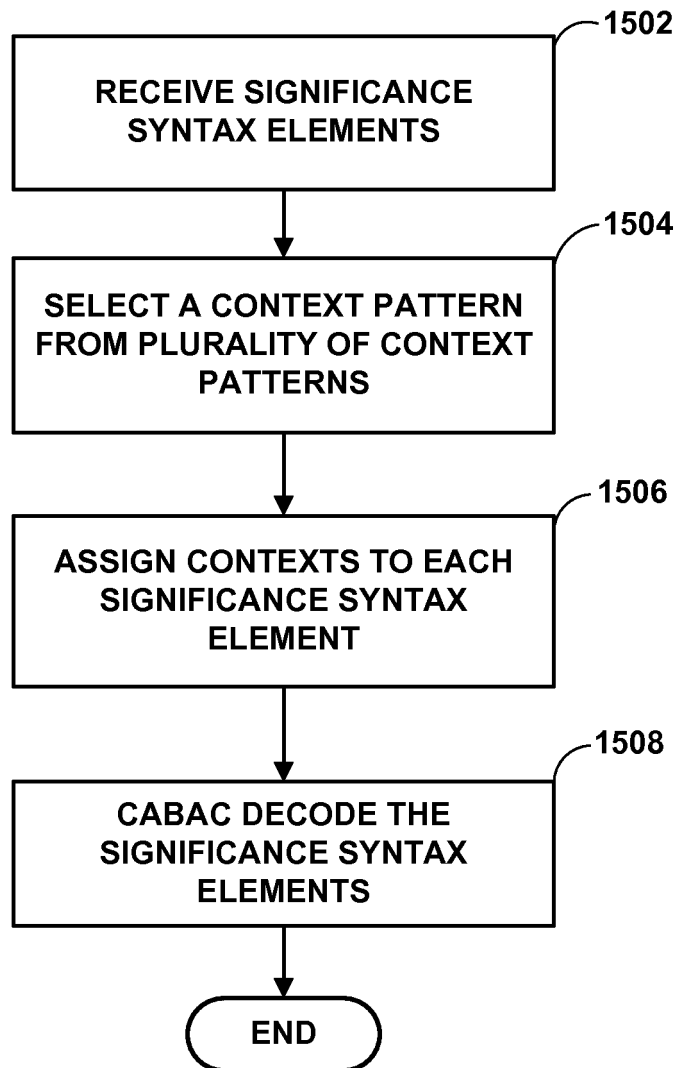 1502
RECEIVE SIGNIFICANCE
SYNTAX ELEMENTS
1504
SELECT A CONTEXT PATTERN
FROM PLURALITY OF CONTEXT
PATTERNS
1506
ASSIGN CONTEXTS TO EACH
SIGNIFICANCE SYNTAX
ELEMENT
1508
CABAC DECODE THE
SIGNIFICANCE SYNTAX
ELEMENTS
END